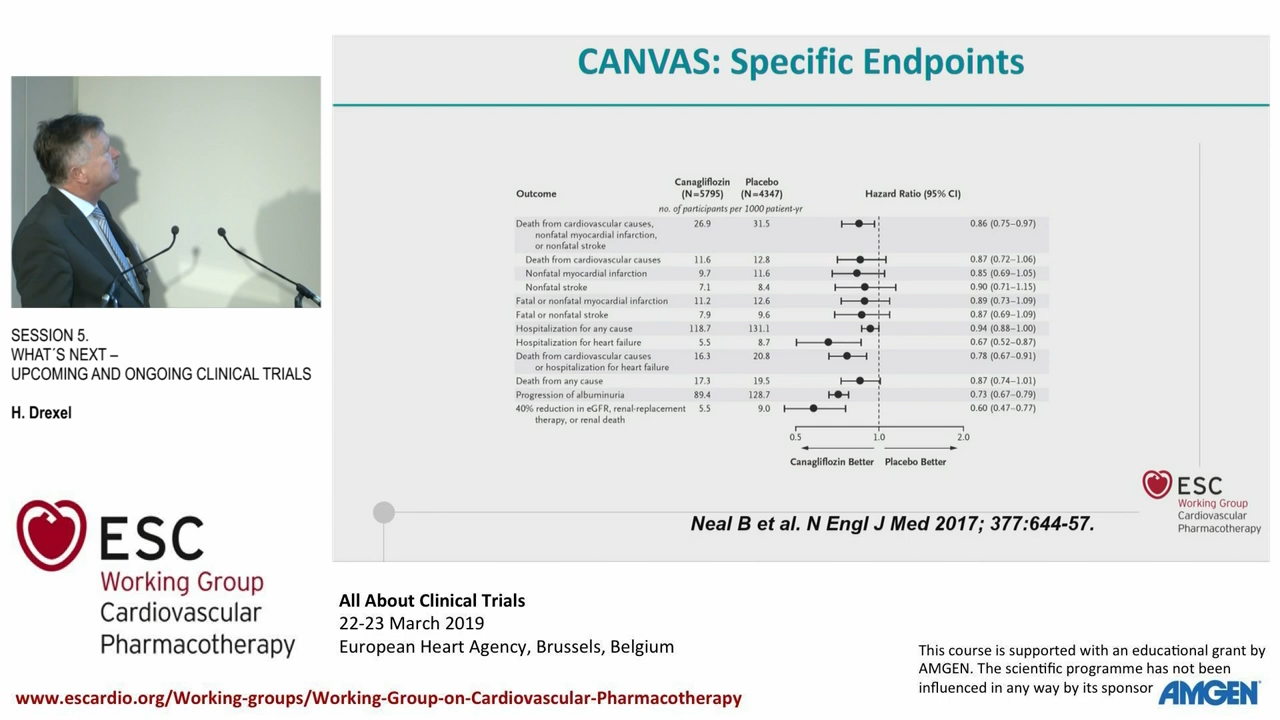 CANVAS: Specific Endpoints
Outcome
Canagliflozin (N=5795)
Placebo (N=4347)
Hazard Ratio (95% CI)
no. of participants per 1000 patient-yr
Death from cardiovascular causes, 26.9 31.5 0.86 (0.75–0.97)
nonfatal myocardial infarction,
or nonfatal stroke
Death from cardiovascular causes 11.6 12.8 0.87 (0.72–1.06)
Nonfatal myocardial infarction 9.7 11.6 0.85 (0.69–1.05)
Nonfatal stroke 7.1 8.4 0.90 (0.71–1.15)
Fatal or nonfatal myocardial infarction 11.2 12.6 0.89 (0.73–1.09)
Fatal or nonfatal stroke 7.9 9.6 0.87 (0.69–1.09)
Hospitalization for any cause 118.7 131.1 0.94 (0.88–1.00)
Hospitalization for heart failure 5.5 8.7 0.67 (0.52–0.87)
Death from cardiovascular causes 16.3 20.8 0.78 (0.67–0.91)
or hospitalization for heart failure
Death from any cause 17.3 19.5 0.87 (0.74–1.01)
Progression of albuminuria 89.4 128.7 0.73 (0.67–0.79)
40% reduction in eGFR, renal-replacement 5.5 9.0 0.60 (0.47–0.77)
therapy, or renal death
0.5 1.0 2.0
Canagliflozin Better Placebo Better
Neal B et al. N Engl J Med 2017; 377:644-57.
ESC
Working Group
Cardiovascular
Pharmacotherapy
SESSION 5.
WHAT´S NEXT –
UPCOMING AND ONGOING CLINICAL TRIALS
H. Drexel
ESC
Working Group
Cardiovascular
Pharmacotherapy
All About Clinical Trials
22-23 March 2019
European Heart Agency, Brussels, Belgium
This course is supported with an educational grant by
AMGEN. The scientific programme has not been
influenced in any way by its sponsor
AMGEN
www.escardio.org/Working-groups/Working-Group-on-Cardiovascular-Pharmacotherapy